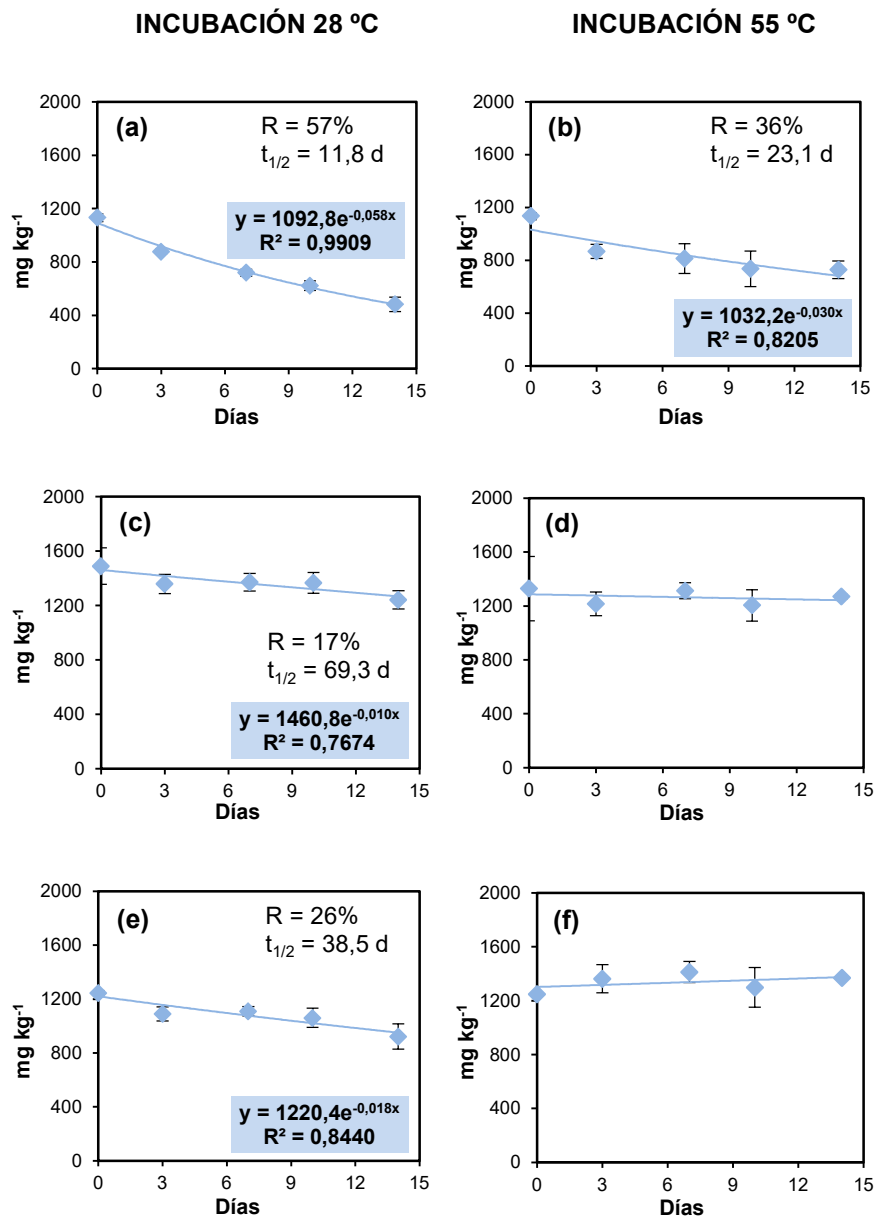 INCUBACIÓN 28 ºC
INCUBACIÓN 55 ºC
(a)
R = 57%
t1/2 = 11,8 d
y = 1092,8e-0,058x
R² = 0,9909
mg kg-1
2000
1600
1200
800
400
0
0 3 6 9 12 15
Días
(b)
R = 36%
t1/2 = 23,1 d
y = 1032,2e-0,030x
R² = 0,8205
mg kg-1
2000
1600
1200
800
400
0
0 3 6 9 12 15
Días
(c)
R = 17%
t1/2 = 69,3 d
y = 1460,8e-0,010x
R² = 0,7674
mg kg-1
2000
1600
1200
800
400
0
0 3 6 9 12 15
Días
(d)
mg kg-1
2000
1600
1200
800
400
0
0 3 6 9 12 15
Días
(e)
R = 26%
t1/2 = 38,5 d
y = 1220,4e-0,018x
R² = 0,8440
mg kg-1
2000
1600
1200
800
400
0
0 3 6 9 12 15
Días
(f)
mg kg-1
2000
1600
1200
800
400
0
0 3 6 9 12 15
Días